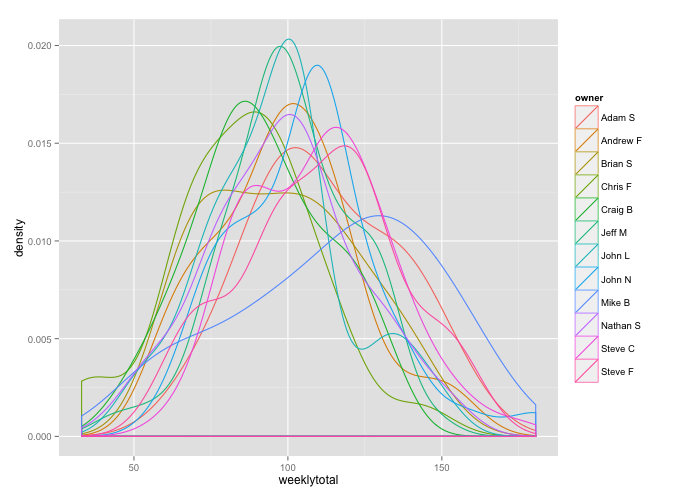 0.020
0.015
0.010
0.005
0.000
density
50
100
150
weeklytotal
owner
Adam S
Andrew F
Brian S
Chris F
Craig B
Jeff M
John L
John N
Mike B
Nathan S
Steve C
Steve F